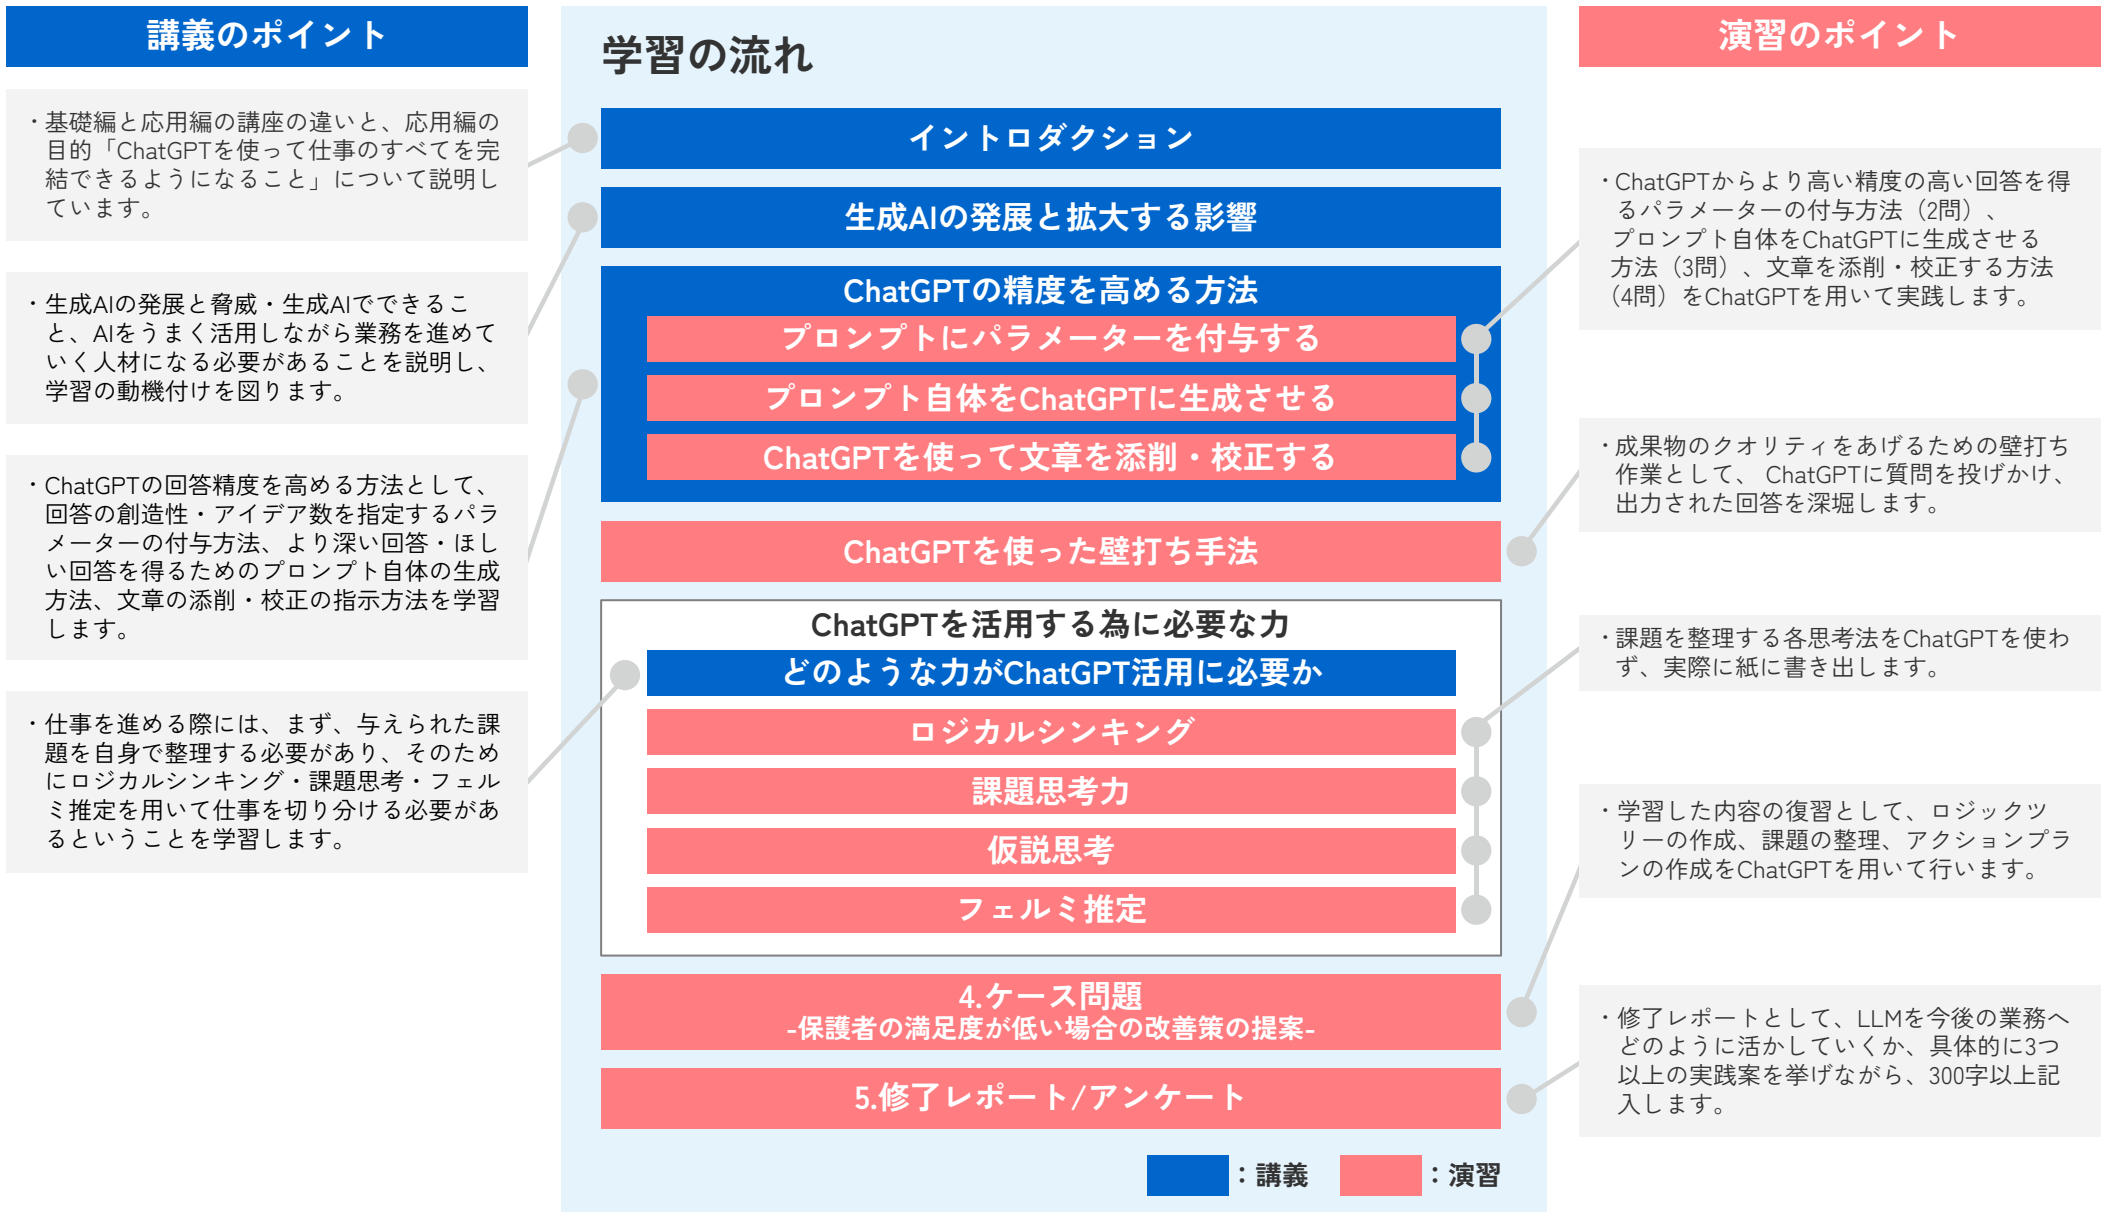 講義のポイント
・基礎編と応用編の講座の違いと、応用編の
目的「ChatGPTを使って仕事のすべてを完
結できるようになること」について説明し
ています。
・生成AIの発展と脅威・生成AIでできるこ
と、AIをうまく活用しながら業務を進めて
いく人材になる必要があることを説明し、
学習の動機付けを図ります。
・ChatGPTの回答精度を高める方法として、
回答の創造性・アイデア数を指定するパラ
メーターの付与方法、より深い回答・ほし
い回答を得るためのプロンプト自体の生成
方法、文章の添削・校正の指示方法を学習
します。
・仕事を進める際には、まず、与えられた課
題を自身で整理する必要があり、そのため
にロジカルシンキング・課題思考・フェル
ミ推定を用いて仕事を切り分ける必要があ
るということを学習します。
学習の流れ
イントロダクション
生成AIの発展と拡大する影響
ChatGPTの精度を高める方法
プロンプトにパラメーターを付与する
プロンプト自体をChatGPTに生成させる
ChatGPTを使って文章を添削・校正する
ChatGPTを使った壁打ち手法
ChatGPTを活用する為に必要な力
どのような力がChatGPT活用に必要か
ロジカルシンキング
課題思考力
仮説思考
フェルミ推定
4.ケース問題
-保護者の満足度が低い場合の改善策の提案-
5.修了レポート/アンケート
：講義
：演習
演習のポイント
・ChatGPTからより高い精度の高い回答を得
るパラメーターの付与方法（2問）、
プロンプト自体をChatGPTに生成させる
方法（3問）、文章を添削・校正する方法
（4問）をChatGPTを用いて実践します。
・成果物のクオリティをあげるための壁打ち
作業として、 ChatGPTに質問を投げかけ、
出力された回答を深堀します。
・課題を整理する各思考法をChatGPTを使わ
ず、実際に紙に書き出します。
・学習した内容の復習として、ロジックツ
リーの作成、課題の整理、アクションプラ
ンの作成をChatGPTを用いて行います。
・修了レポートとして、LLMを今後の業務へ
どのように活かしていくか、具体的に3つ
以上の実践案を挙げながら、300字以上記
入します。